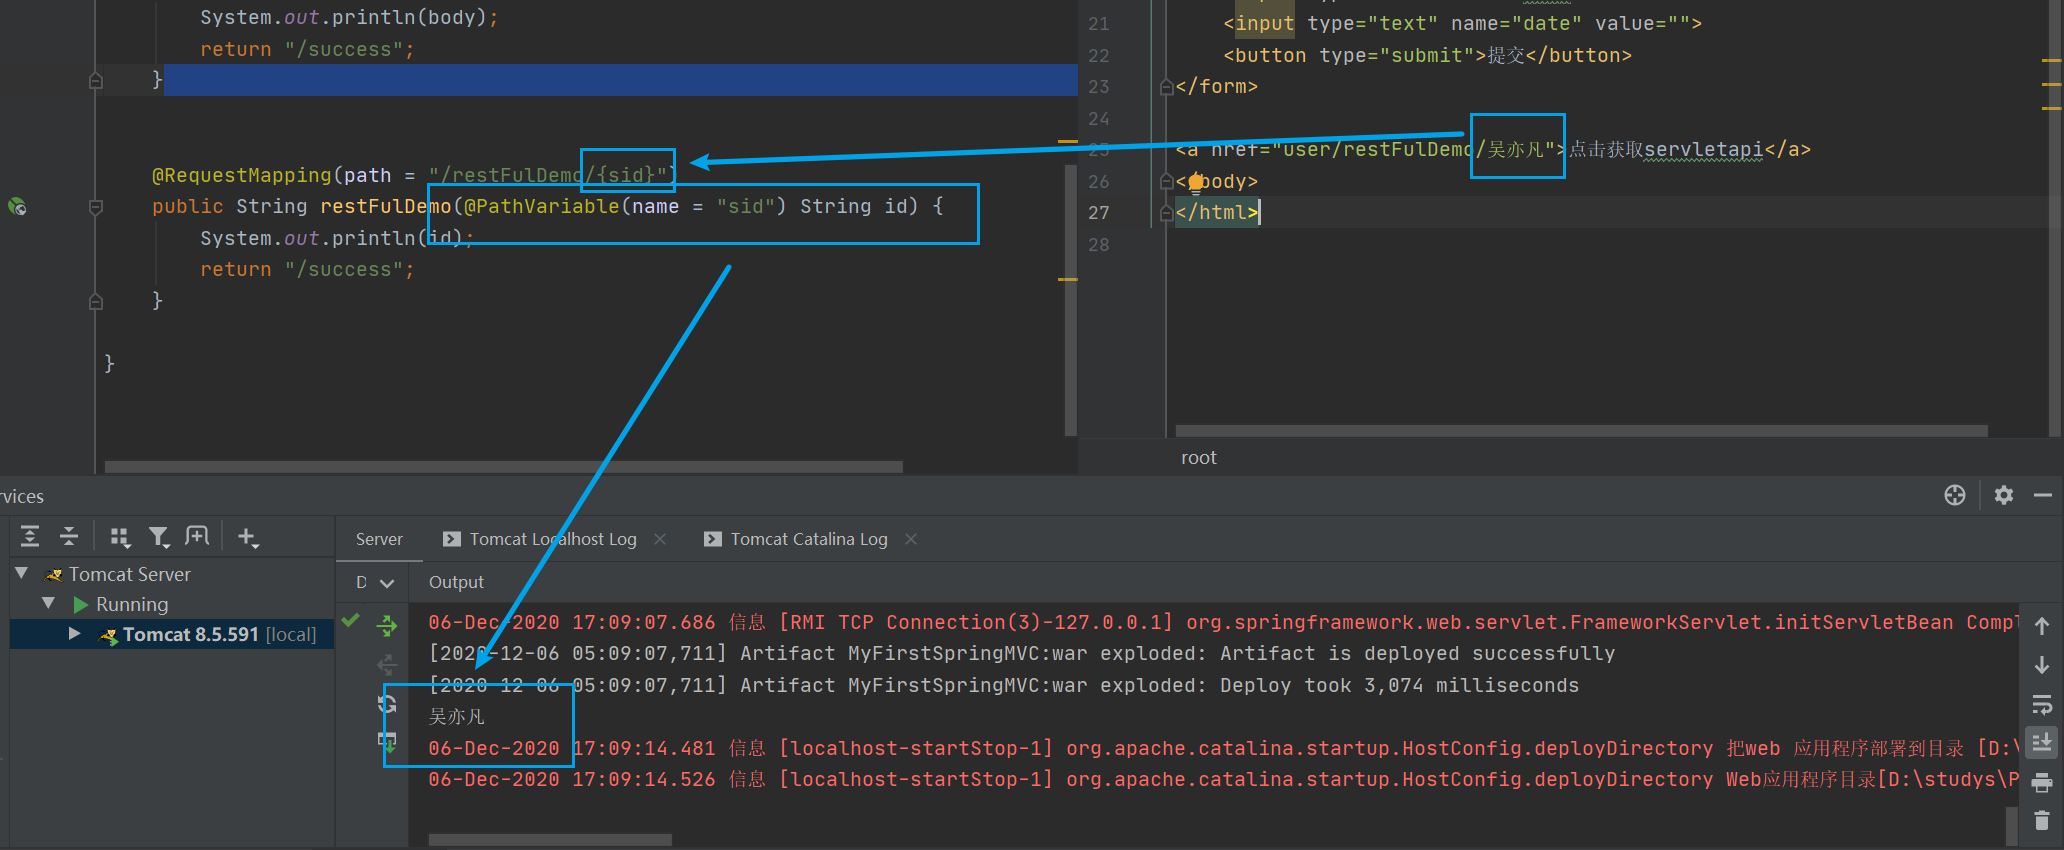 System.out.println(body);
return "/success";
}
@RequestMapping(path = "/restFulDemo/{sid}")
public String restFulDemo(@PathVariable(name = "sid") String id) {
System.out.println(id);
return "/success";
}
}
21 <input type="text" name="date" value="">
22 <button type="submit">提交</button>
23 </form>
24
25 <a href="user/restFulDemo/吴亦凡">点击获取servletapi</a>
26 </body>
27 </html>
28
root
rvices
Server
Tomcat Localhost Log
Tomcat Catalina Log
Tomcat Server
Running
Tomcat 8.5.591 [local]
D
Output
06-Dec-2020 17:09:07.686 信息 [RMI TCP Connection(3)-127.0.0.1] org.springframework.web.servlet.FrameworkServlet.initServletBean Compl
[2020-12-06 05:09:07,711] Artifact MyFirstSpringMVC:war exploded: Artifact is deployed successfully
[2020-12-06 05:09:07,711] Artifact MyFirstSpringMVC:war exploded: Deploy took 3,074 milliseconds
吴亦凡
06-Dec-2020 17:09:14.481 信息 [localhost-startStop-1] org.apache.catalina.startup.HostConfig.deployDirectory 把web 应用程序部署到目录 [D:\
06-Dec-2020 17:09:14.526 信息 [localhost-startStop-1] org.apache.catalina.startup.HostConfig.deployDirectory Web应用程序目录[D:\studys\P